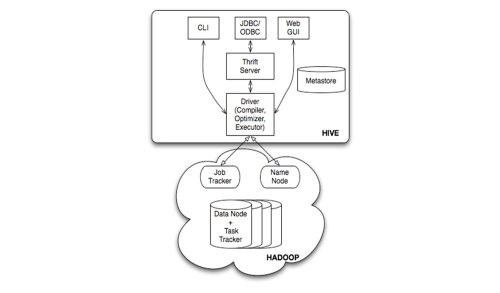 CLI
JDBC/
ODBC
Web
GUI
Thrift
Server
Metastore
Driver
(Compiler,
Optimizer,
Executor)
HIVE
Job
Tracker
Name
Node
Data Node
+
Task
Tracker
HADOOP